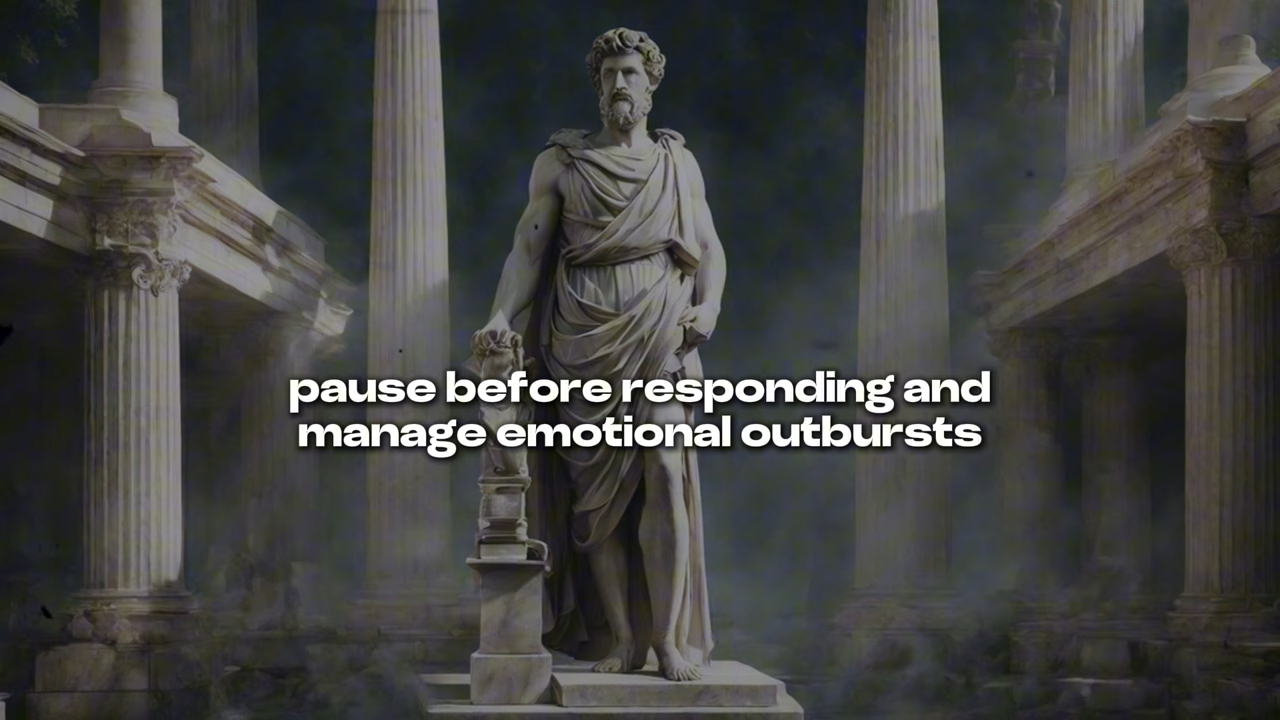 pause before responding and
manage emotional outbursts